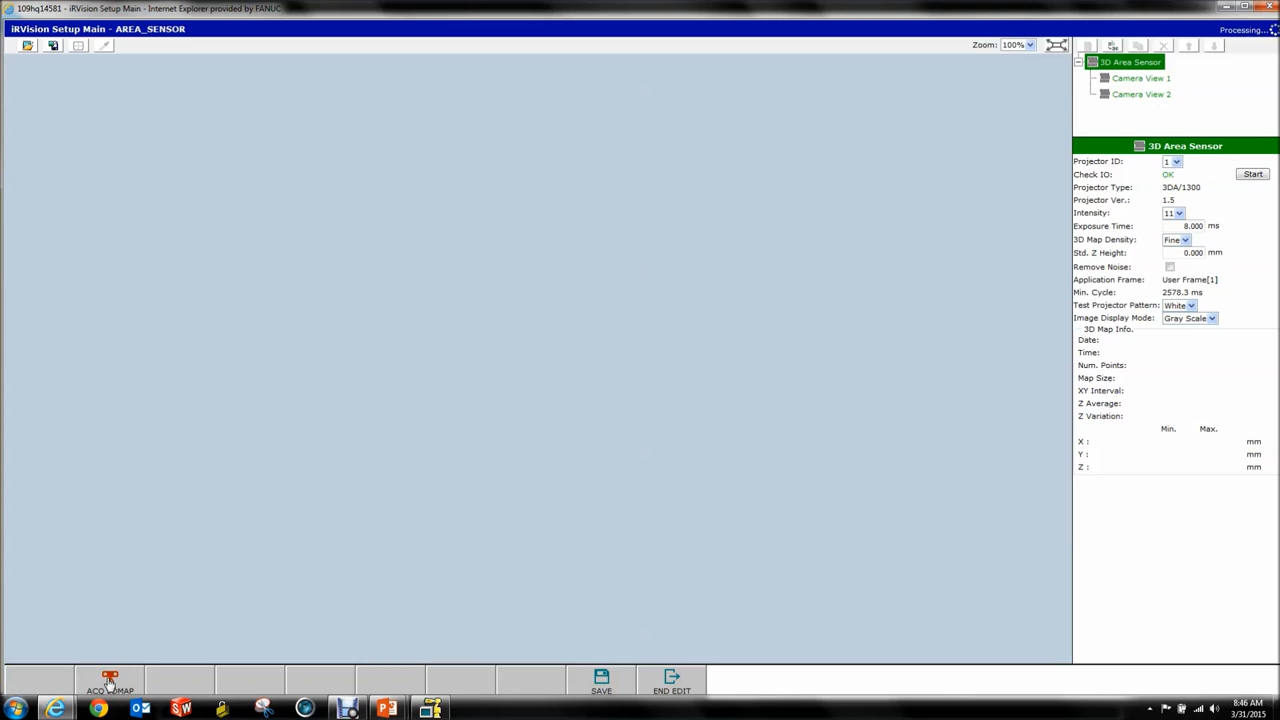 109hq14581 - iRVision Setup Main - Internet Explorer provided by FANUC
iRVision Setup Main - AREA_SENSOR
Processing...
Zoom: 100%
3D Area Sensor
Camera View 1
Camera View 2
3D Area Sensor
Projector ID: 1
Check IO: OK Start
Projector Type: 3DA/1300
Projector Ver.: 1.5
Intensity: 11
Exposure Time: 8.000 ms
3D Map Density: Fine
Std. Z Height: 0.000 mm
Remove Noise:
Application Frame: User Frame[1]
Min. Cycle: 2578.3 ms
Test Projector Pattern: White
Image Display Mode: Gray Scale
3D Map Info.
Date:
Time:
Num. Points:
Map Size:
XY Interval:
Z Average:
Z Variation:
Min. Max.
X : mm
Y : mm
Z : mm
SAVE
END EDIT
8:46 AM
3/31/2015